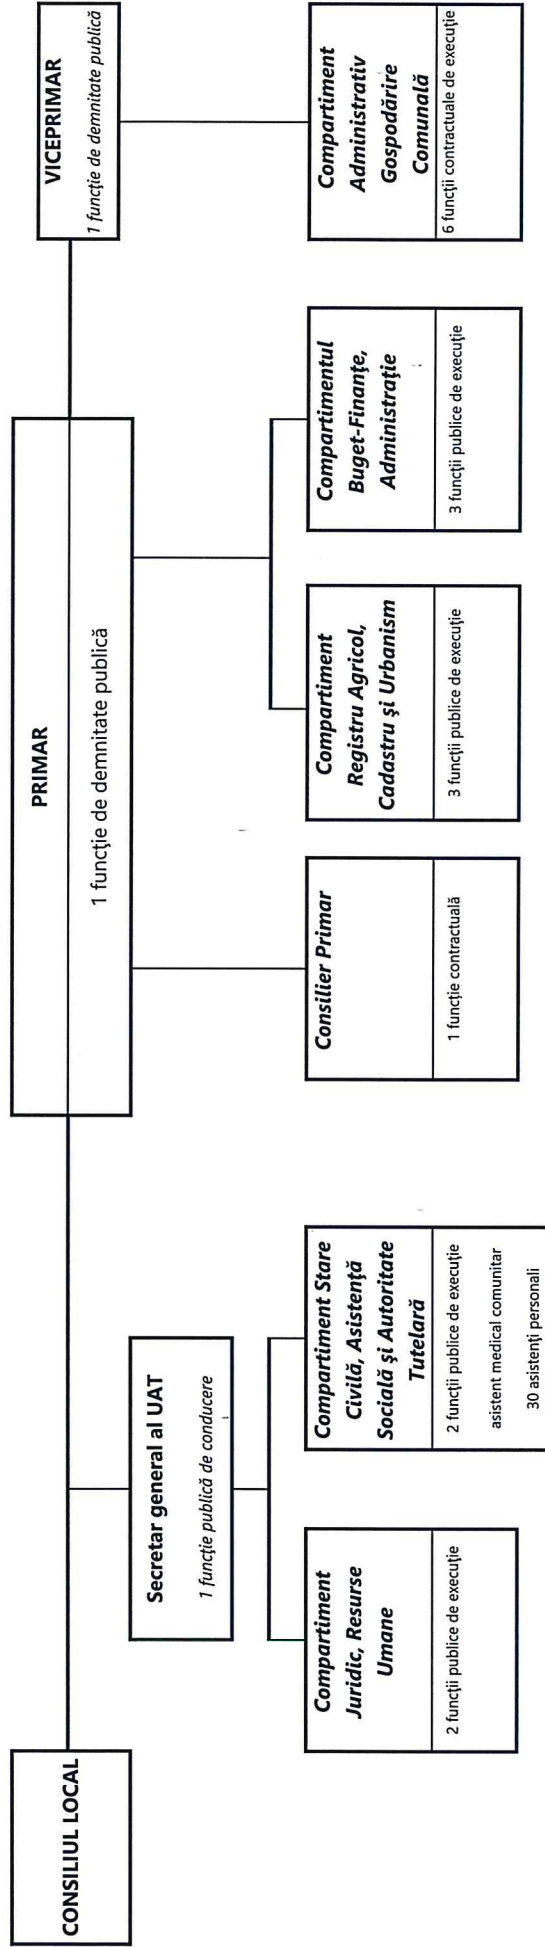 CONSILIUL LOCAL
PRIMAR
1 funcţie de demnitate publică
VICEPRIMAR
1 funcţie de demnitate publică
Secretar general al UAT
1 funcţie publică de conducere
Compartiment
Juridic, Resurse
Umane
2 funcţii publice de execuţie
Compartiment Stare
Civilă, Asistenţă
Socială şi Autoritate
Tutelară
2 funcţii publice de execuţie
asistent medical comunitar
30 asistenţi personali
Consilier Primar
1 funcţie contractuală
Compartiment
Registru Agricol,
Cadastru şi Urbanism
3 funcţii publice de execuţie
Compartimentul
Buget-Finanţe,
Administraţie
3 funcţii publice de execuţie
Compartiment
Administrativ
Gospodărire
Comunală
6 funcţii contractuale de execuţie